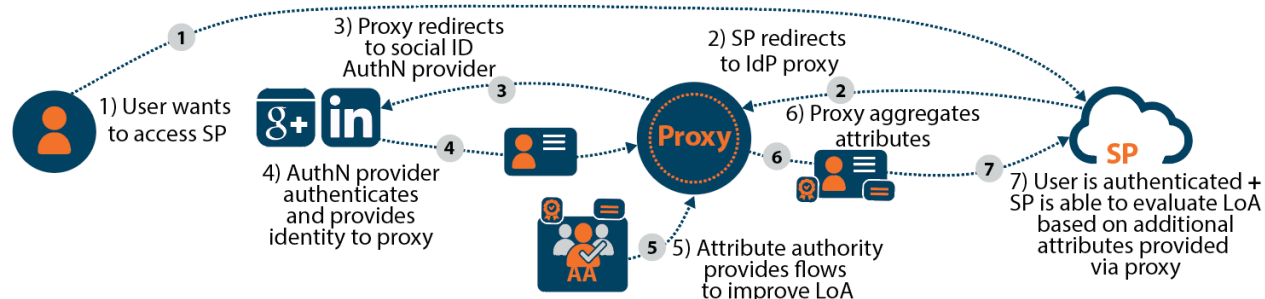 1
3) Proxy redirects
to social ID
AuthN provider
2) SP redirects
to IdP proxy
1) User wants
to access SP
g+
in
3
2
Proxy
6) Proxy aggregates
attributes
SP
4
6
7
4) AuthN provider
authenticates
and provides
identity to proxy
AA
5
5) Attribute authority
provides flows
to improve LoA
7) User is authenticated +
SP is able to evaluate LoA
based on additional
attributes provided
via proxy